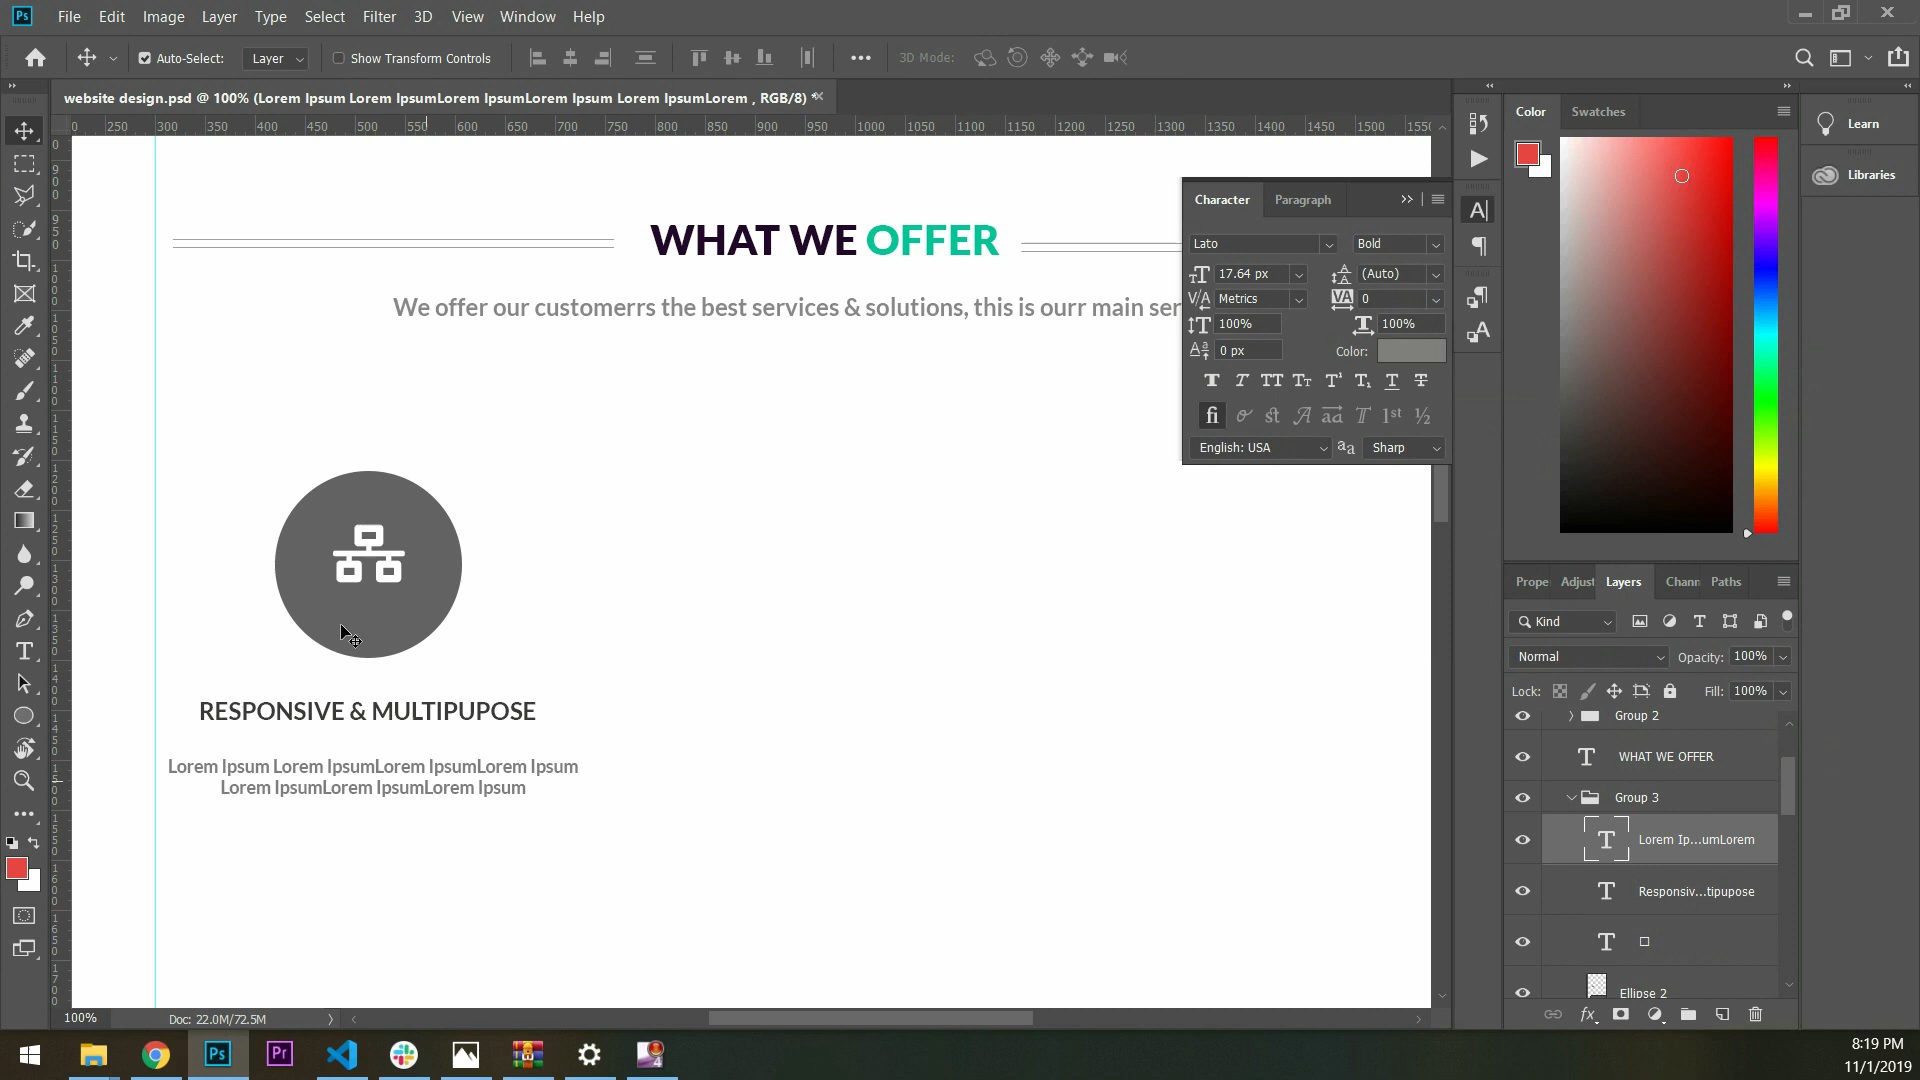 File Edit Image Layer Type Select Filter 3D View Window Help
Auto-Select: Layer Show Transform Controls 3D Mode:
website design.psd @ 100% (Lorem Ipsum Lorem IpsumLorem IpsumLorem Ipsum Lorem IpsumLorem , RGB/8) *
0 250 300 350 400 450 500 550 600 650 700 750 800 850 900 950 1000 1050 1100 1150 1200 1250 1300 1350 1400 1450 1500 1550
WHAT WE OFFER
We offer our customerrs the best services & solutions, this is ourr main ser
RESPONSIVE & MULTIPUPOSE
Lorem Ipsum Lorem IpsumLorem IpsumLorem Ipsum
Lorem IpsumLorem IpsumLorem Ipsum
Character Paragraph
Lato Bold
17.64 px (Auto)
Metrics 0
100% 100%
0 px Color:
English: USA Sharp
Color Swatches
Learn
Libraries
Prope Adjust Layers Chann Paths
Kind
Normal Opacity: 100%
Lock: Fill: 100%
Group 2
WHAT WE OFFER
Group 3
Lorem Ip...umLorem
Responsiv...tipupose
Ellipse 2
100% Doc: 22.0M/72.5M
8:19 PM
11/1/2019